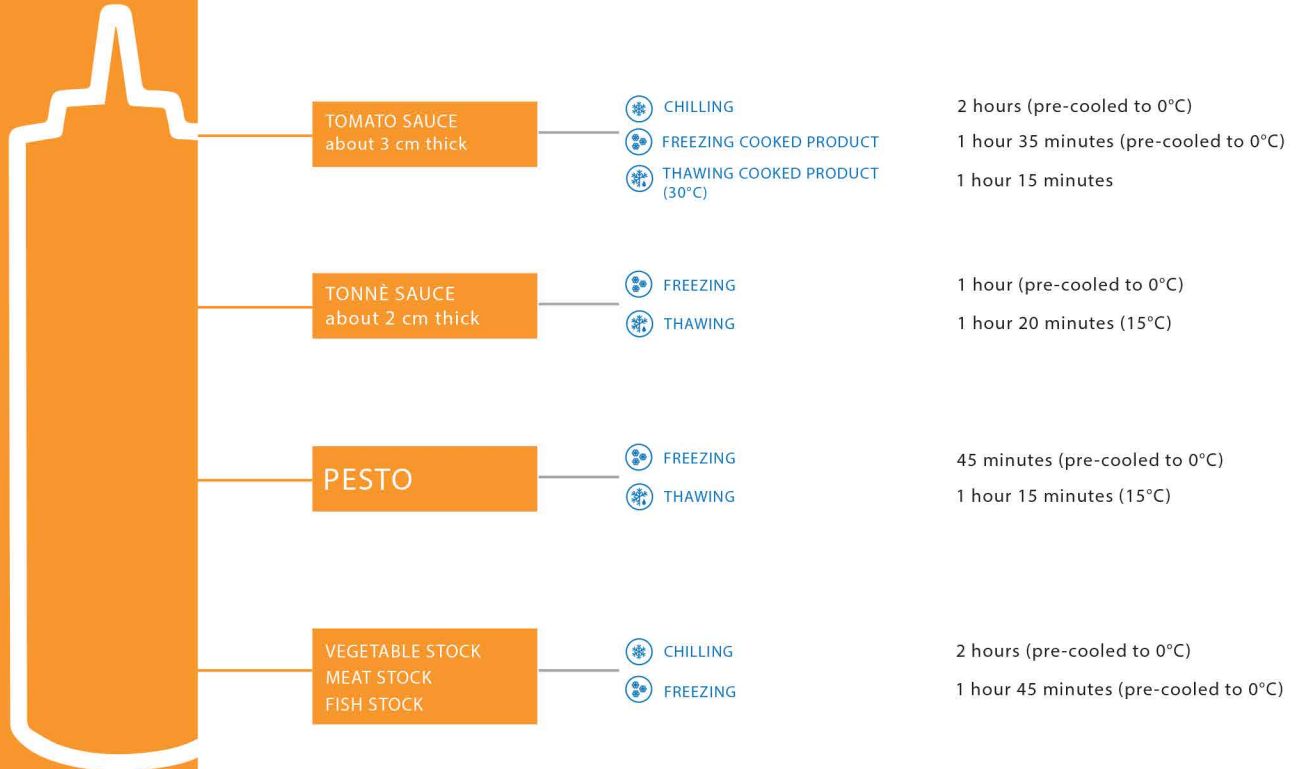 TOMATO SAUCE
about 3 cm thick
CHILLING
2 hours (pre-cooled to 0°C)
FREEZING COOKED PRODUCT
1 hour 35 minutes (pre-cooled to 0°C)
THAWING COOKED PRODUCT
(30°C)
1 hour 15 minutes
TONNÈ SAUCE
about 2 cm thick
FREEZING
1 hour (pre-cooled to 0°C)
THAWING
1 hour 20 minutes (15°C)
PESTO
FREEZING
45 minutes (pre-cooled to 0°C)
THAWING
1 hour 15 minutes (15°C)
VEGETABLE STOCK
MEAT STOCK
FISH STOCK
CHILLING
2 hours (pre-cooled to 0°C)
FREEZING
1 hour 45 minutes (pre-cooled to 0°C)